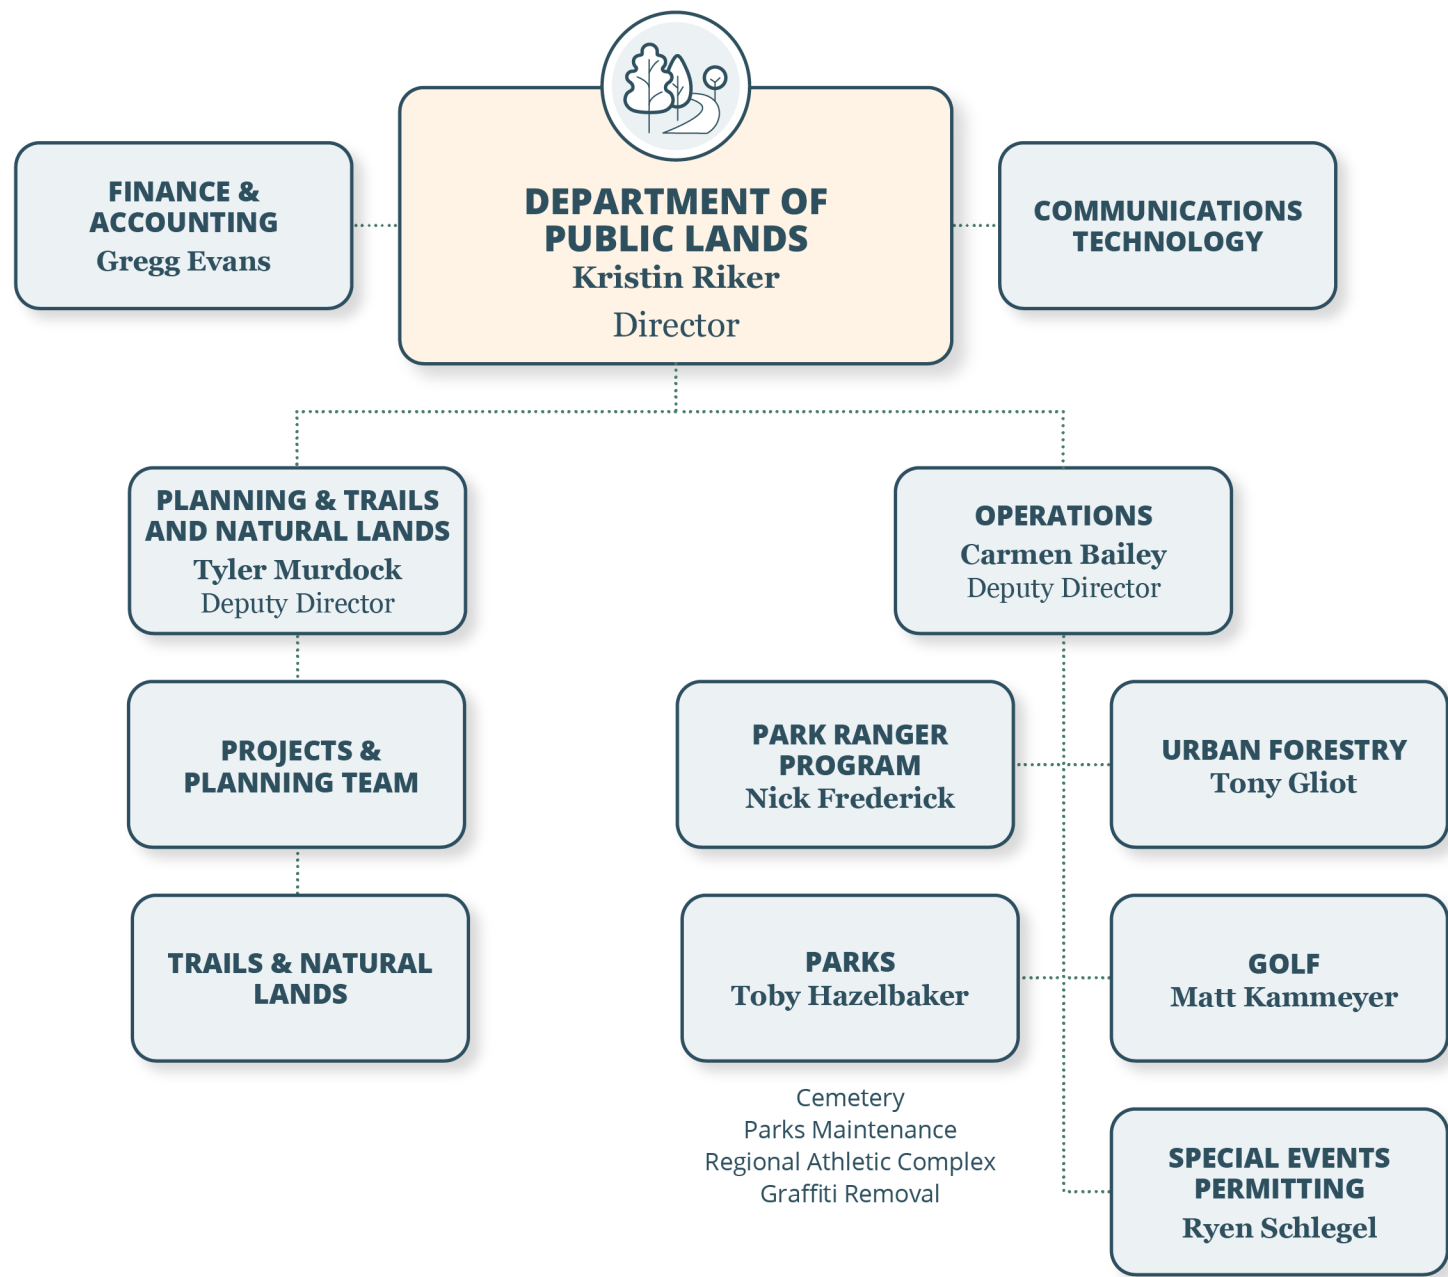 FINANCE &
ACCOUNTING
Gregg Evans
DEPARTMENT OF
PUBLIC LANDS
Kristin Riker
Director
COMMUNICATIONS
TECHNOLOGY
PLANNING & TRAILS
AND NATURAL LANDS
Tyler Murdock
Deputy Director
OPERATIONS
Carmen Bailey
Deputy Director
PROJECTS &
PLANNING TEAM
PARK RANGER
PROGRAM
Nick Frederick
URBAN FORESTRY
Tony Gliot
TRAILS & NATURAL
LANDS
PARKS
Toby Hazelbaker
GOLF
Matt Kammeyer
Cemetery
Parks Maintenance
Regional Athletic Complex
Graffiti Removal
SPECIAL EVENTS
PERMITTING
Ryen Schlegel